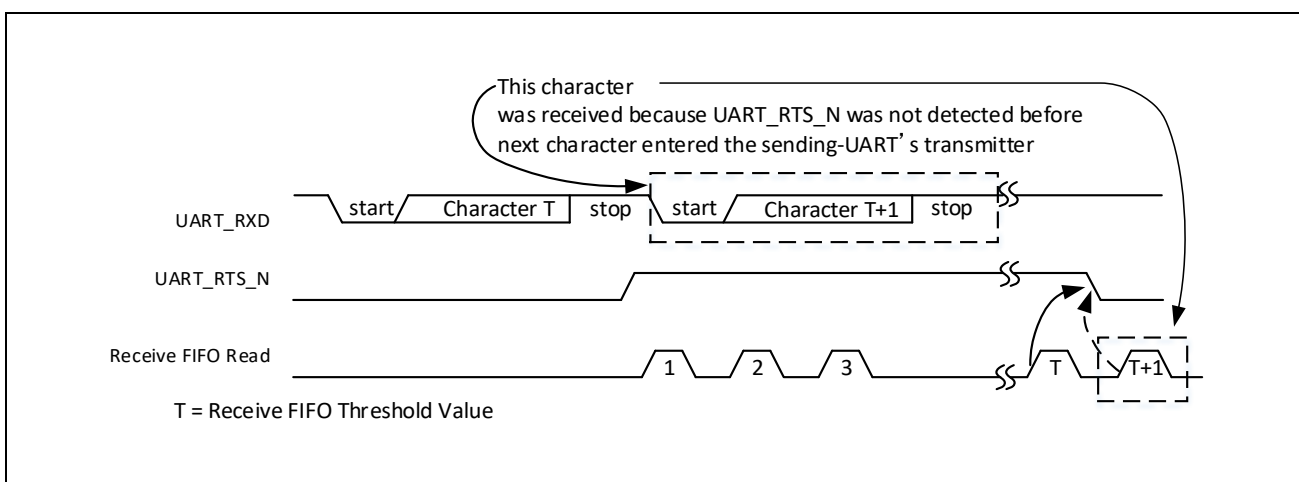 This character
was received because UART_RTS_N was not detected before
next character entered the sending-UART's transmitter
start Character T stop start Character T+1 stop
UART_RXD
UART_RTS_N
Receive FIFO Read
1 2 3 T T+1
T = Receive FIFO Threshold Value